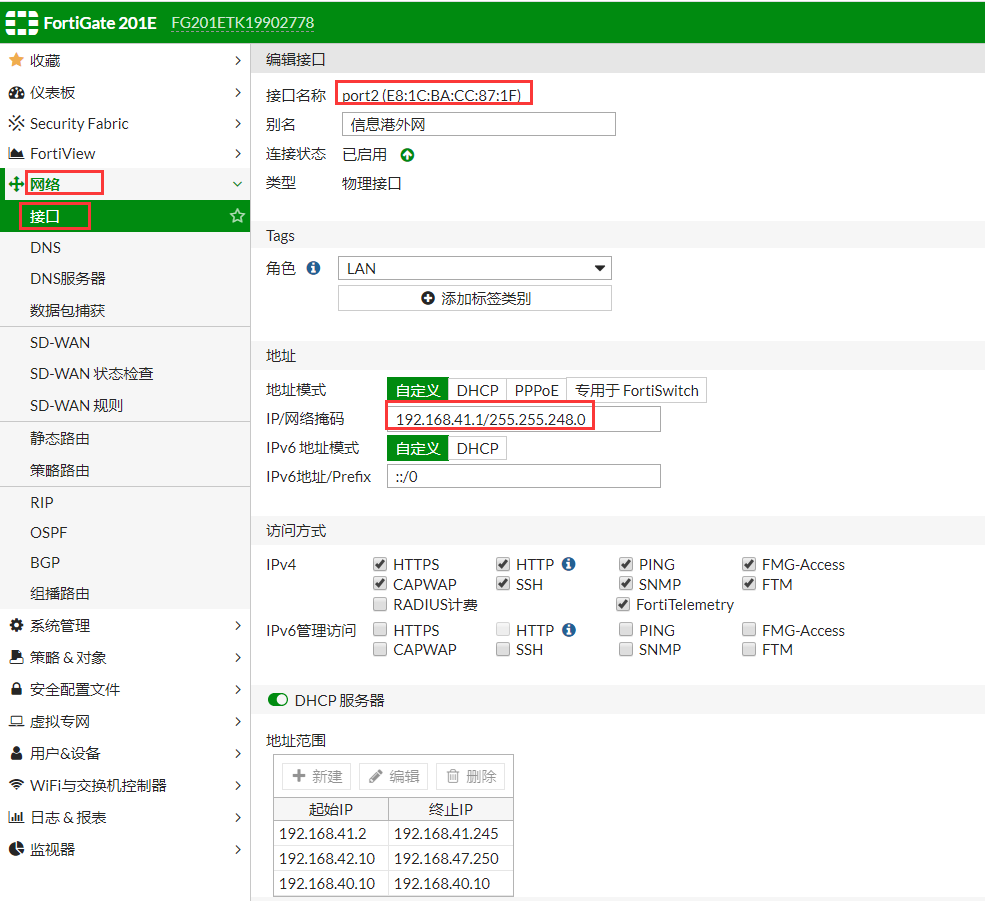 FortiGate 201E FG201ETK19902778
收藏
仪表板
Security Fabric
FortiView
网络
接口
DNS
DNS服务器
数据包捕获
SD-WAN
SD-WAN 状态检查
SD-WAN 规则
静态路由
策略路由
RIP
OSPF
BGP
组播路由
系统管理
策略 & 对象
安全配置文件
虚拟专网
用户&设备
WiFi与交换机控制器
日志 & 报表
监视器
编辑接口
接口名称 port2 (E8:1C:BA:CC:87:1F)
别名 信息港外网
连接状态 已启用
类型 物理接口
Tags
角色 LAN
添加标签类别
地址
地址模式 自定义 DHCP PPPoE 专用于 FortiSwitch
IP/网络掩码 192.168.41.1/255.255.248.0
IPv6 地址模式 自定义 DHCP
IPv6地址/Prefix ::/0
访问方式
IPv4 HTTPS HTTP PING FMG-Access
CAPWAP SSH SNMP FTM
RADIUS计费 FortiTelemetry
IPv6管理访问 HTTPS HTTP PING FMG-Access
CAPWAP SSH SNMP FTM
DHCP 服务器
地址范围
新建 编辑 删除
起始IP 终止IP
192.168.41.2 192.168.41.245
192.168.42.10 192.168.47.250
192.168.40.10 192.168.40.10